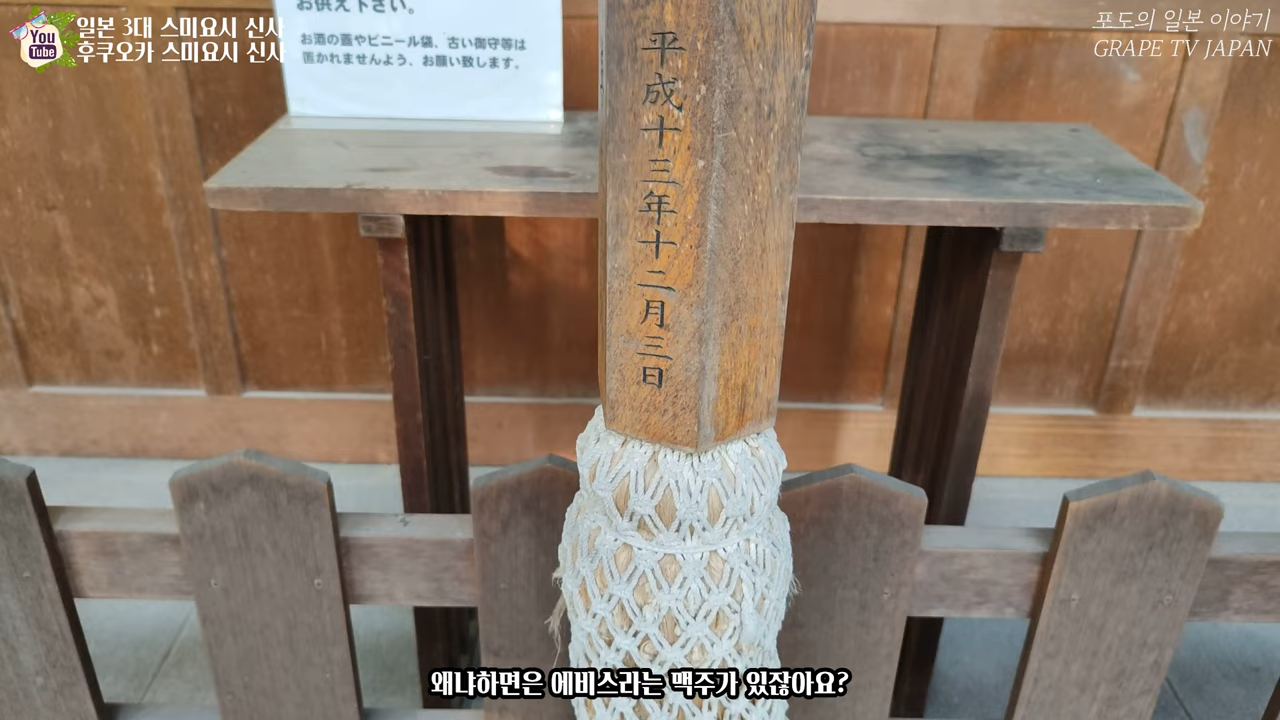 You
Tube
일본 3대 스미요시 신사
후쿠오카 스미요시 신사
포도의 일본 이야기
GRAPE TV JAPAN
お供え下さい。
お酒の蓋やビニール袋、古い御守等は
置かれませんよう、お願い致します。
平成十三年十二月三日
왜냐하면은 에비스라는 맥주가 있잖아요?